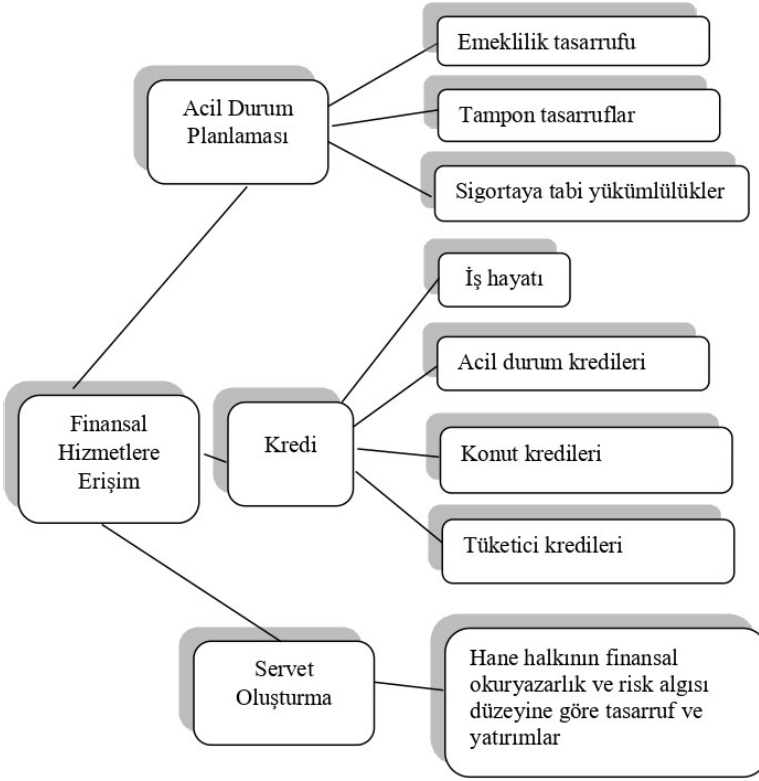 Emeklilik tasarrufu
Acil Durum
Planlaması
Tampon tasarruflar
Sigortaya tabi yükümlülükler
İş hayatı
Acil durum kredileri
Finansal
Hizmetlere
Erişim
Kredi
Konut kredileri
Tüketici kredileri
Servet
Oluşturma
Hane halkının finansal
okuryazarlık ve risk algısı
düzeyine göre tasarruf ve
yatırımlar